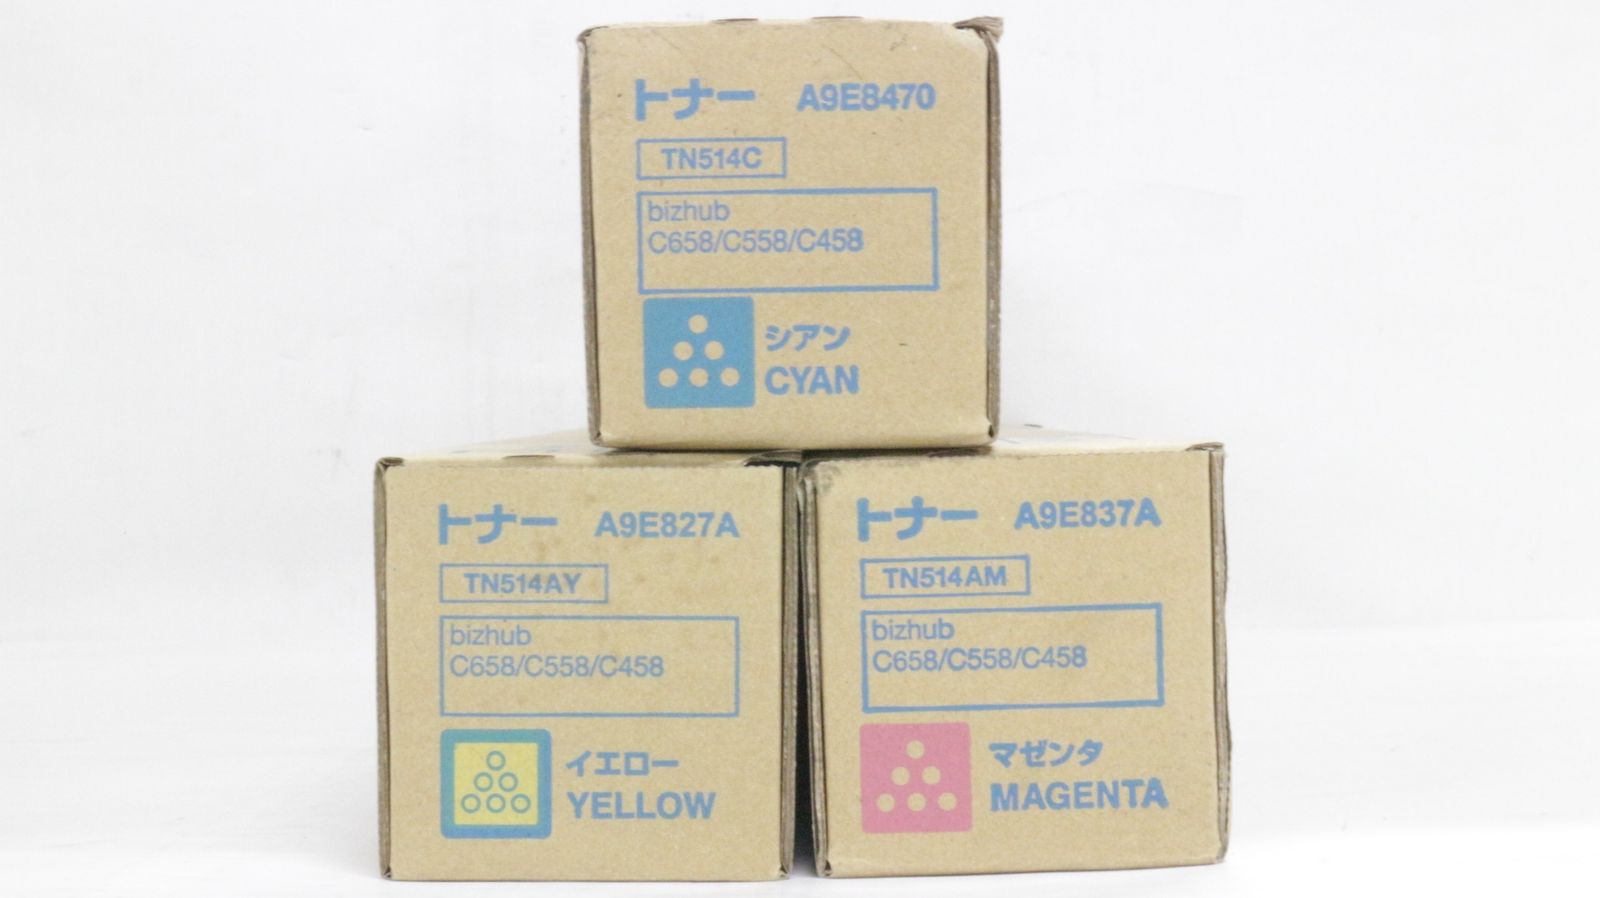 トナー A9E8470
TN514C
bizhub
C658/C558/C458
シアン
CYAN
トナー A9E827A
TN514AY
bizhub
C658/C558/C458
イエロー
YELLOW
トナー A9E837A
TN514AM
bizhub
C658/C558/C458
マゼンタ
MAGENTA